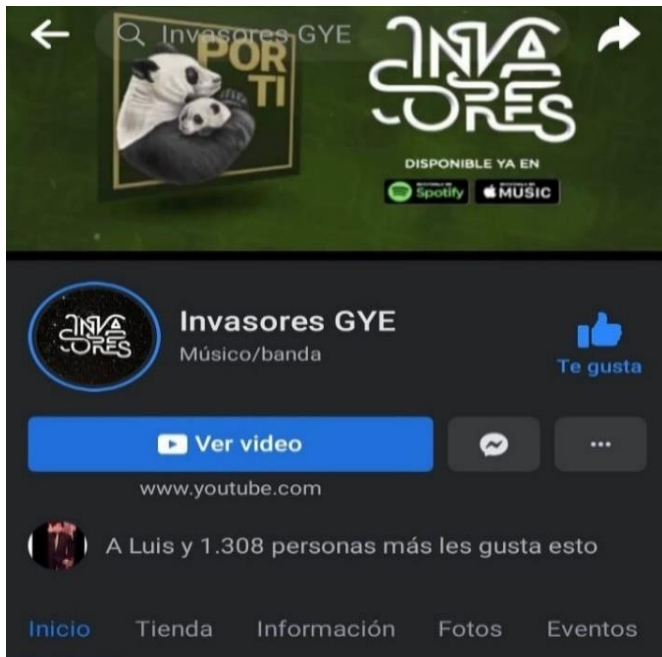 Invasores GYE
POR
TI
INVA
SORES
DISPONIBLE YA EN
Spotify
MUSIC
INVA
SORES
Invasores GYE
Músico/banda
Te gusta
Ver video
www.youtube.com
A Luis y 1.308 personas más les gusta esto
Inicio Tienda Información Fotos Eventos